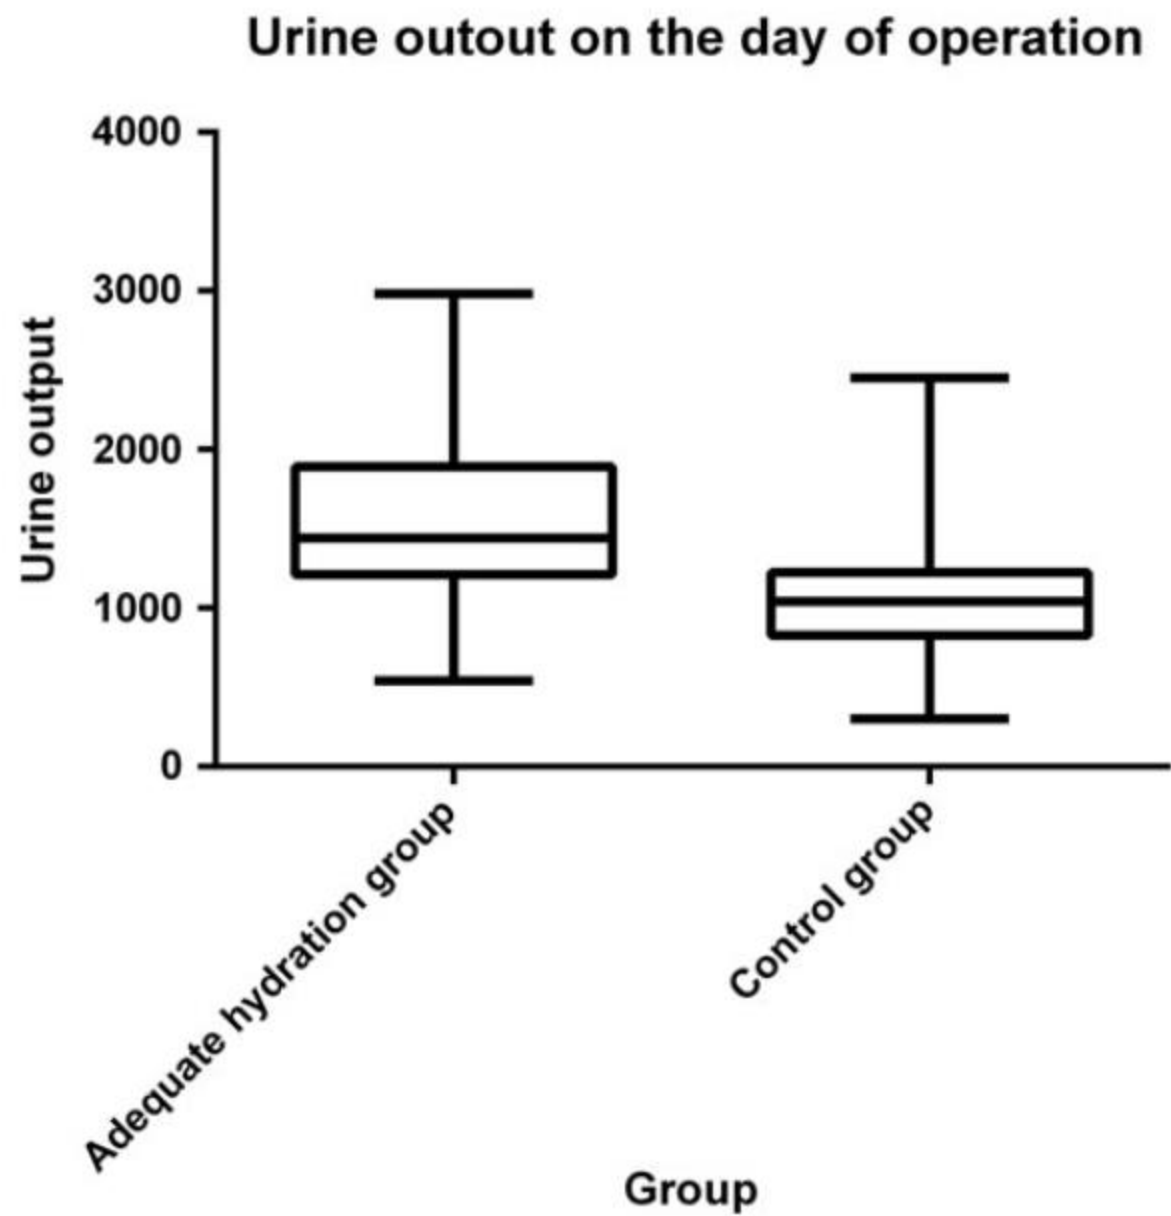 Urine outout on the day of operation
4000
3000
2000
1000
0
Urine output
Adequate hydration group
Control group
Group